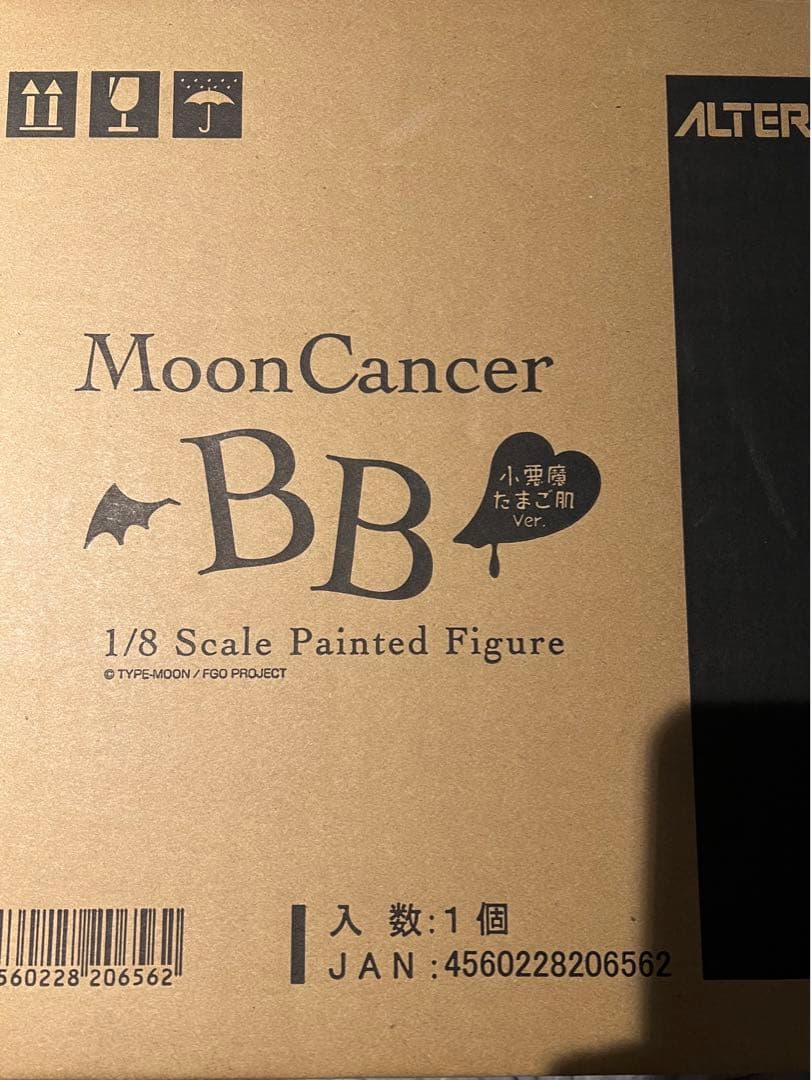 ALTER
MoonCancer
BB
小悪魔
たまご肌
Ver.
1/8 Scale Painted Figure
© TYPE-MOON / FGO PROJECT
入 数:1 個
JAN:4560228206562
560228 206562